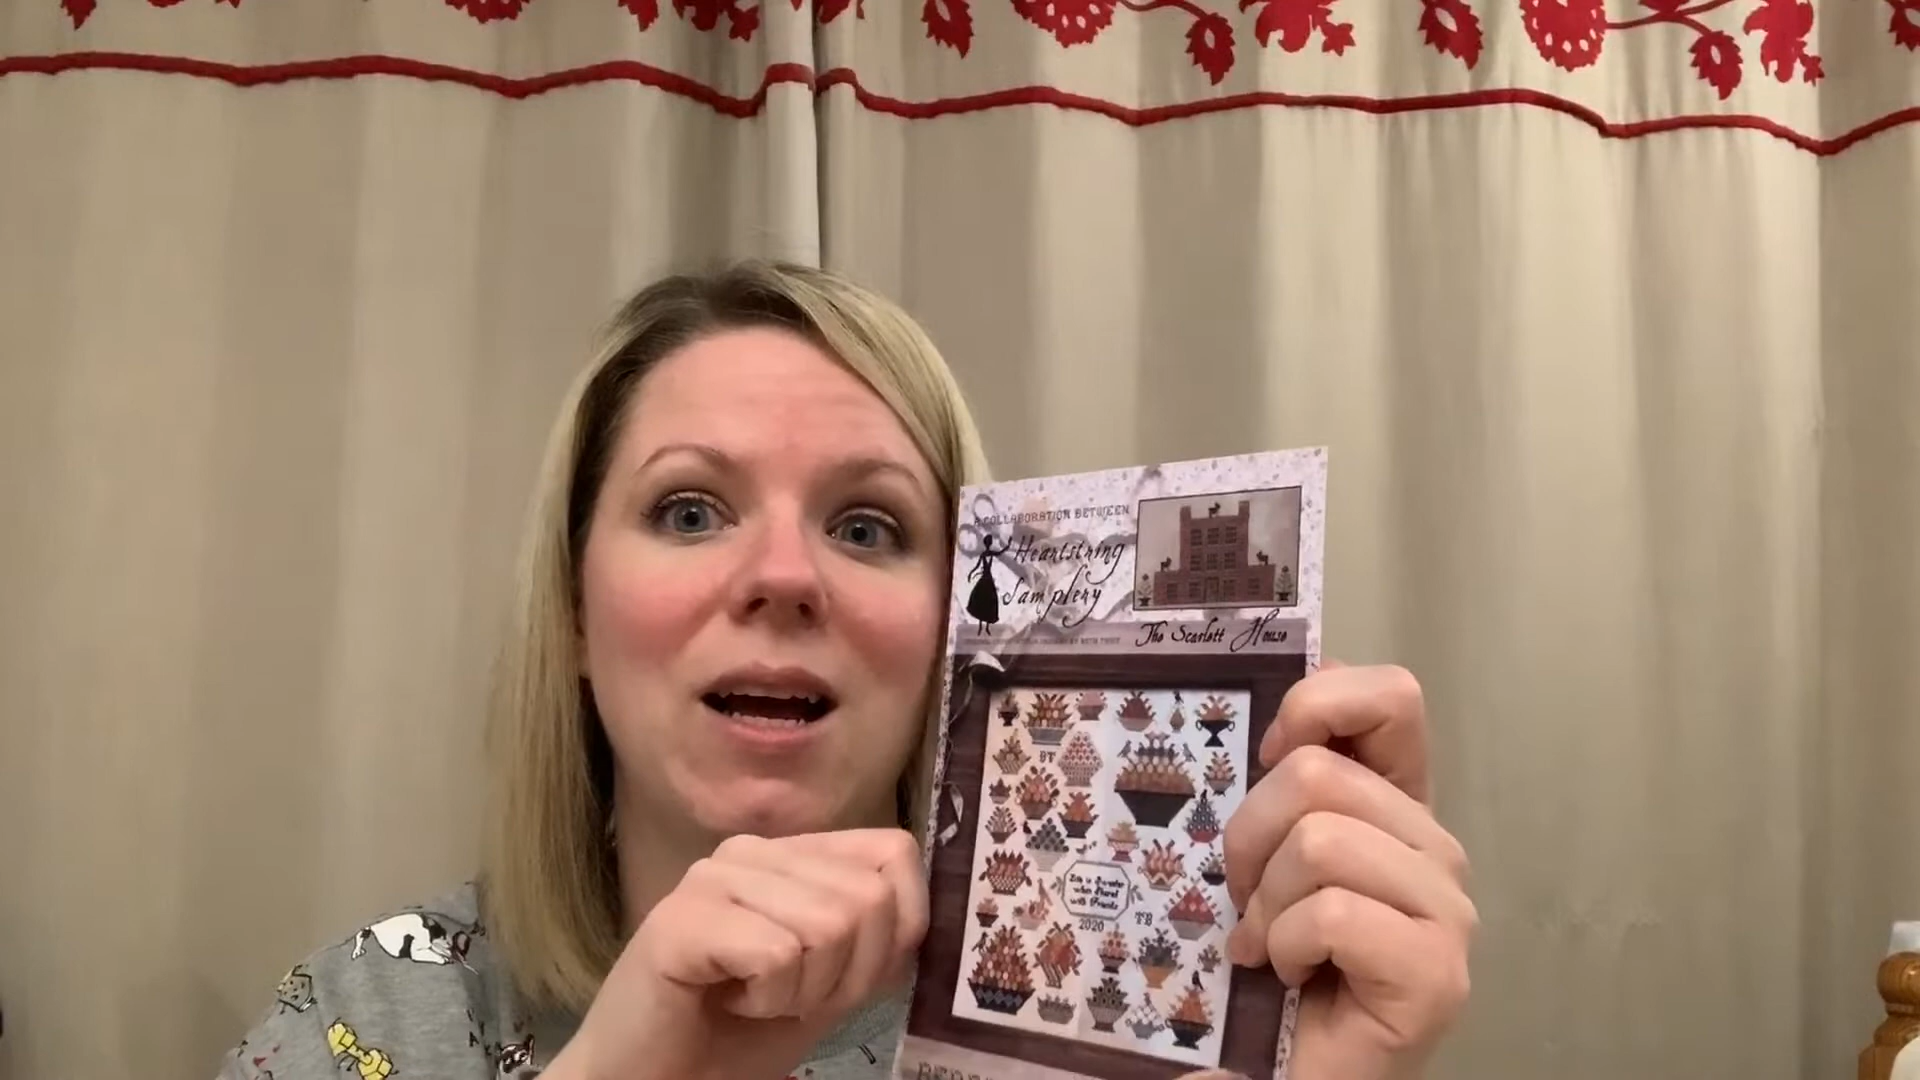 A COLLABORATION BETWEEN
Heartstring
Samplery
The Scarlett House
BT
Life is Sweeter
when Shared
with Friends
TB
2020